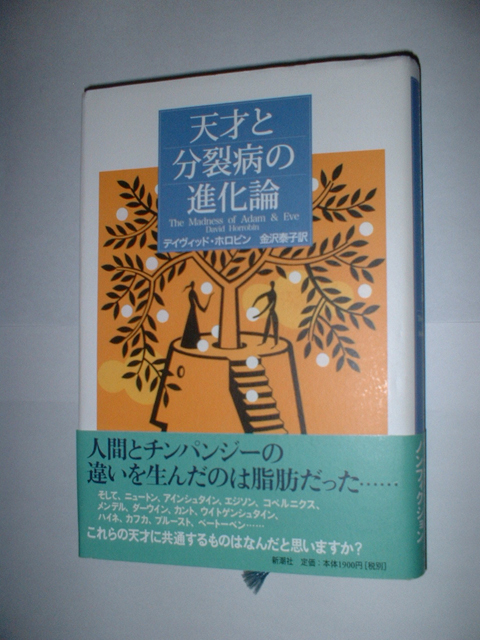 天才と
分裂病の
進化論
The Madness of Adam & Eve
David Horrobin
デイヴィッド・ホロビン 金沢泰子訳
人間とチンパンジーの
違いを生んだのは脂肪だった……
そして、ニュートン、アインシュタイン、エジソン、コペルニクス、
メンデル、ダーウィン、カント、ウィトゲンシュタイン、
ハイネ、カフカ、プルースト、ベートーベン……
これらの天才に共通するものはなんだと思いますか？
新潮社 定価：本体1900円［税別］
ノンフィクション